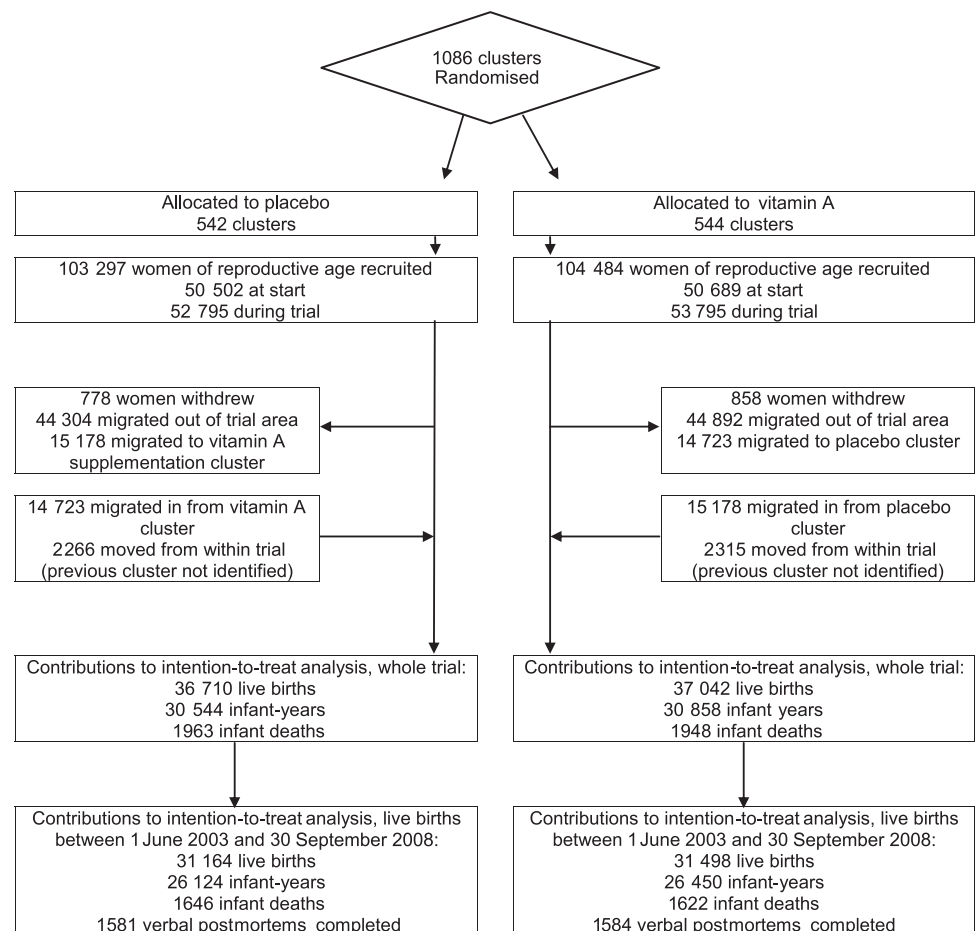 1086 clusters
Randomised
Allocated to placebo
542 clusters
Allocated to vitamin A
544 clusters
103 297 women of reproductive age recruited
50 502 at start
52 795 during trial
104 484 women of reproductive age recruited
50 689 at start
53 795 during trial
778 women withdrew
44 304 migrated out of trial area
15 178 migrated to vitamin A
supplementation cluster
858 women withdrew
44 892 migrated out of trial area
14 723 migrated to placebo cluster
14 723 migrated in from vitamin A
cluster
2266 moved from within trial
(previous cluster not identified)
15 178 migrated in from placebo
cluster
2315 moved from within trial
(previous cluster not identified)
Contributions to intention-to-treat analysis, whole trial:
36 710 live births
30 544 infant-years
1963 infant deaths
Contributions to intention-to-treat analysis, whole trial:
37 042 live births
30 858 infant years
1948 infant deaths
Contributions to intention-to-treat analysis, live births
between 1 June 2003 and 30 September 2008:
31 164 live births
26 124 infant-years
1646 infant deaths
1581 verbal postmortems completed
Contributions to intention-to-treat analysis, live births
between 1 June 2003 and 30 September 2008:
31 498 live births
26 450 infant-years
1622 infant deaths
1584 verbal postmortems completed